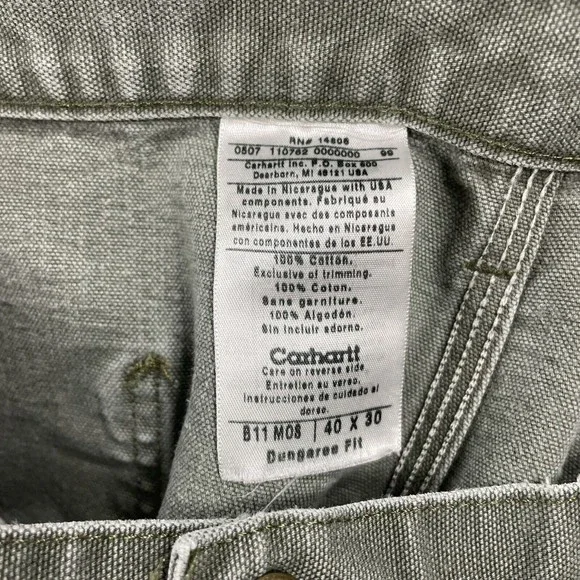 RN# 14806
0507 110762 0000000 GG
Carhartt Inc. P.O. Box 600
Dearborn, MI 48121 USA
Made in Nicaragua with USA
components. Fabriqué au
Nicaragua avec des composants
américains. Hecho en Nicaragua
con componentes de los EE.UU.
100% Cotton.
Exclusive of trimming.
100% Coton.
Sans garniture.
100% Algodón.
Sin incluir adorno.
Carhartt
Care on reverse side
Entretien au verso.
Instrucciones de cuidado al
dorso.
B11 MOS 40 X 30
Dungaree Fit